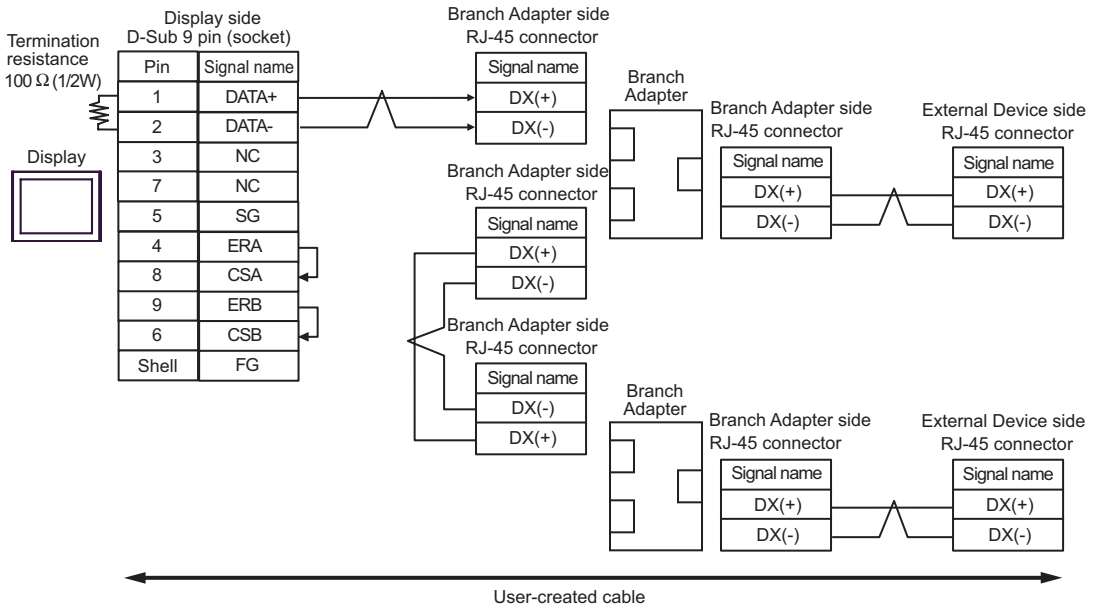 Termination
resistance
100 Ω (1/2W)
Display
Display side
D-Sub 9 pin (socket)
Pin Signal name
1 DATA+
2 DATA-
3 NC
7 NC
5 SG
4 ERA
8 CSA
9 ERB
6 CSB
Shell FG
Branch Adapter side
RJ-45 connector
Signal name
DX(+)
DX(-)
Branch Adapter side
RJ-45 connector
Signal name
DX(+)
DX(-)
Branch Adapter side
RJ-45 connector
Signal name
DX(-)
DX(+)
Branch
Adapter
Branch Adapter side
RJ-45 connector
Signal name
DX(+)
DX(-)
External Device side
RJ-45 connector
Signal name
DX(+)
DX(-)
Branch
Adapter
Branch Adapter side
RJ-45 connector
Signal name
DX(+)
DX(-)
External Device side
RJ-45 connector
Signal name
DX(+)
DX(-)
User-created cable